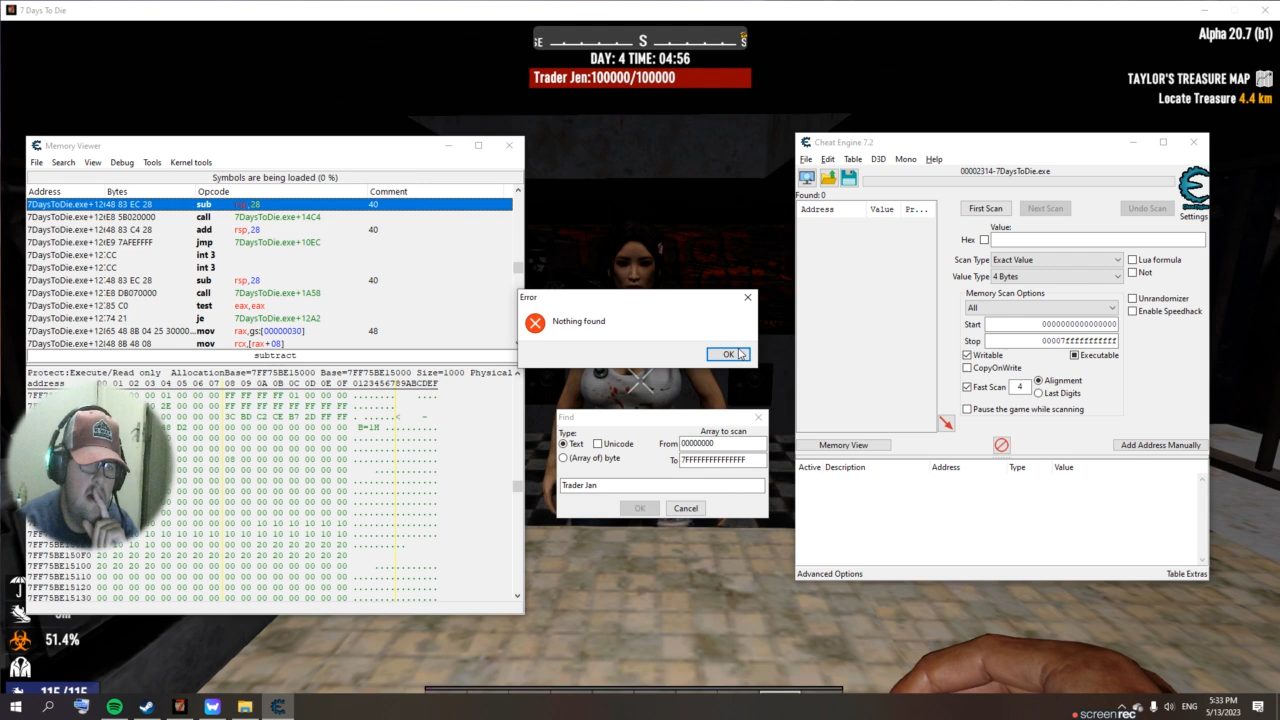 7 Days To Die
SE S S
DAY: 4 TIME: 04:56
Trader Jen:100000/100000
Alpha 20.7 (b1)
TAYLOR'S TREASURE MAP
Locate Treasure 4.4 km
Memory Viewer
File Search View Debug Tools Kernel tools
Symbols are being loaded (0 %)
Address Bytes Opcode Comment
7DaysToDie.exe+12(48 83 EC 28 sub rsp,28 40
7DaysToDie.exe+12(E8 5B020000 call 7DaysToDie.exe+14C4
7DaysToDie.exe+12(48 83 C4 28 add rsp,28 40
7DaysToDie.exe+12(E9 7AFEFFFF jmp 7DaysToDie.exe+10EC
7DaysToDie.exe+12:CC int 3
7DaysToDie.exe+12:CC int 3
7DaysToDie.exe+12:48 83 EC 28 sub rsp,28 40
7DaysToDie.exe+12:E8 DB070000 call 7DaysToDie.exe+1A58
7DaysToDie.exe+12:85 C0 test eax,eax
7DaysToDie.exe+12:74 21 je 7DaysToDie.exe+12A2
7DaysToDie.exe+12:65 48 8B 04 25 30000... mov rax,gs:[00000030] 48
7DaysToDie.exe+12:48 8B 48 08 mov rcx,[rax+08]
subtract
Protect:Execute/Read only AllocationBase=7FF75BE15000 Base=7FF75BE15000 Size=1000 Physical
address 00 01 02 03 04 05 06 07 08 09 0A 0B 0C 0D 0E 0F 0123456789ABCDEF
FF FF FF FF 01 00 00 00
3C BD C2 CE B7 2D FF FF
B=1H
7FF75BE150F0 20 20 20 20 20 20 20 20 20 20 20 20 20 20 20 20
7FF75BE15100 20 20 20 20 20 20 20 20 20 20 00 00 00 00 00 00
7FF75BE15110 00 00 00 00 00 00 00 00 00 00 00 00 00 00 00 00
7FF75BE15120 00 00 00 00 00 00 00 00 00 00 00 00 00 00 00 00
7FF75BE15130 00 00 00 00 00 00 00 00 00 00 00 00 00 00 00 00
Error
Nothing found
OK
Find
Type: Array to scan
Text Unicode From 00000000
(Array of) byte To 7FFFFFFFFFFFFFFF
Trader Jan
OK Cancel
Cheat Engine 7.2
File Edit Table D3D Mono Help
00002314-7DaysToDie.exe
Found: 0
Address Value Pr...
First Scan Next Scan Undo Scan
Settings
Value:
Hex
Scan Type Exact Value Lua formula
Value Type 4 Bytes Not
Memory Scan Options
All
Unrandomizer
Enable Speedhack
Start 0000000000000000
Stop 00007fffffffffff
Writable Executable
CopyOnWrite
Fast Scan 4 Alignment
Last Digits
Pause the game while scanning
Memory View Add Address Manually
Active Description Address Type Value
Advanced Options Table Extras
51.4%
115/115
ENG
5:33 PM
5/13/2023
screenrec